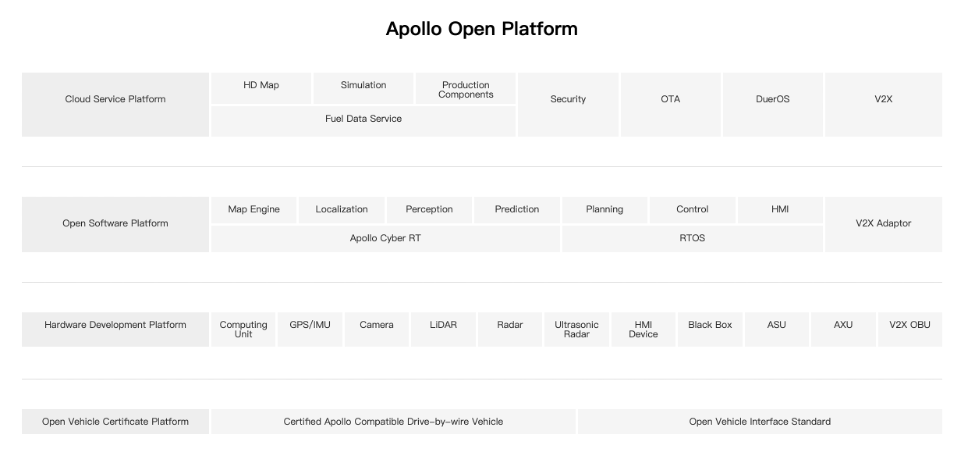 Apollo Open Platform
Cloud Service Platform
HD Map
Simulation
Production
Components
Fuel Data Service
Security
OTA
DuerOS
V2X
Open Software Platform
Map Engine
Localization
Perception
Prediction
Planning
Control
HMI
Apollo Cyber RT
RTOS
V2X Adaptor
Hardware Development Platform
Computing
Unit
GPS/IMU
Camera
LiDAR
Radar
Ultrasonic
Radar
HMI
Device
Black Box
ASU
AXU
V2X OBU
Open Vehicle Certificate Platform
Certified Apollo Compatible Drive-by-wire Vehicle
Open Vehicle Interface Standard